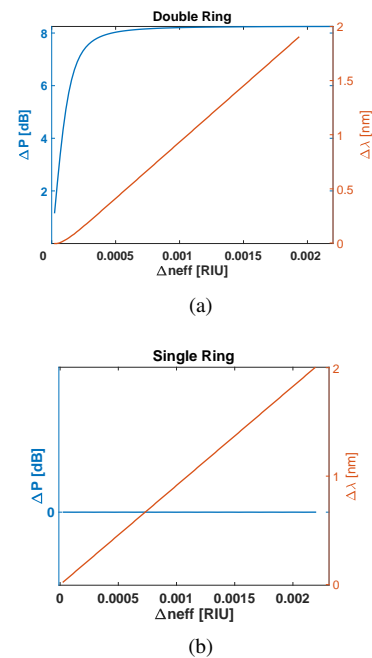 Double Ring
8
6
4
2
ΔP [dB]
2
1.5
1
0.5
0
Δλ [nm]
0 0.0005 0.001 0.0015 0.002
Δneff [RIU]
(a)
Single Ring
0
ΔP [dB]
2
1
0
Δλ [nm]
0 0.0005 0.001 0.0015 0.002
Δneff [RIU]
(b)